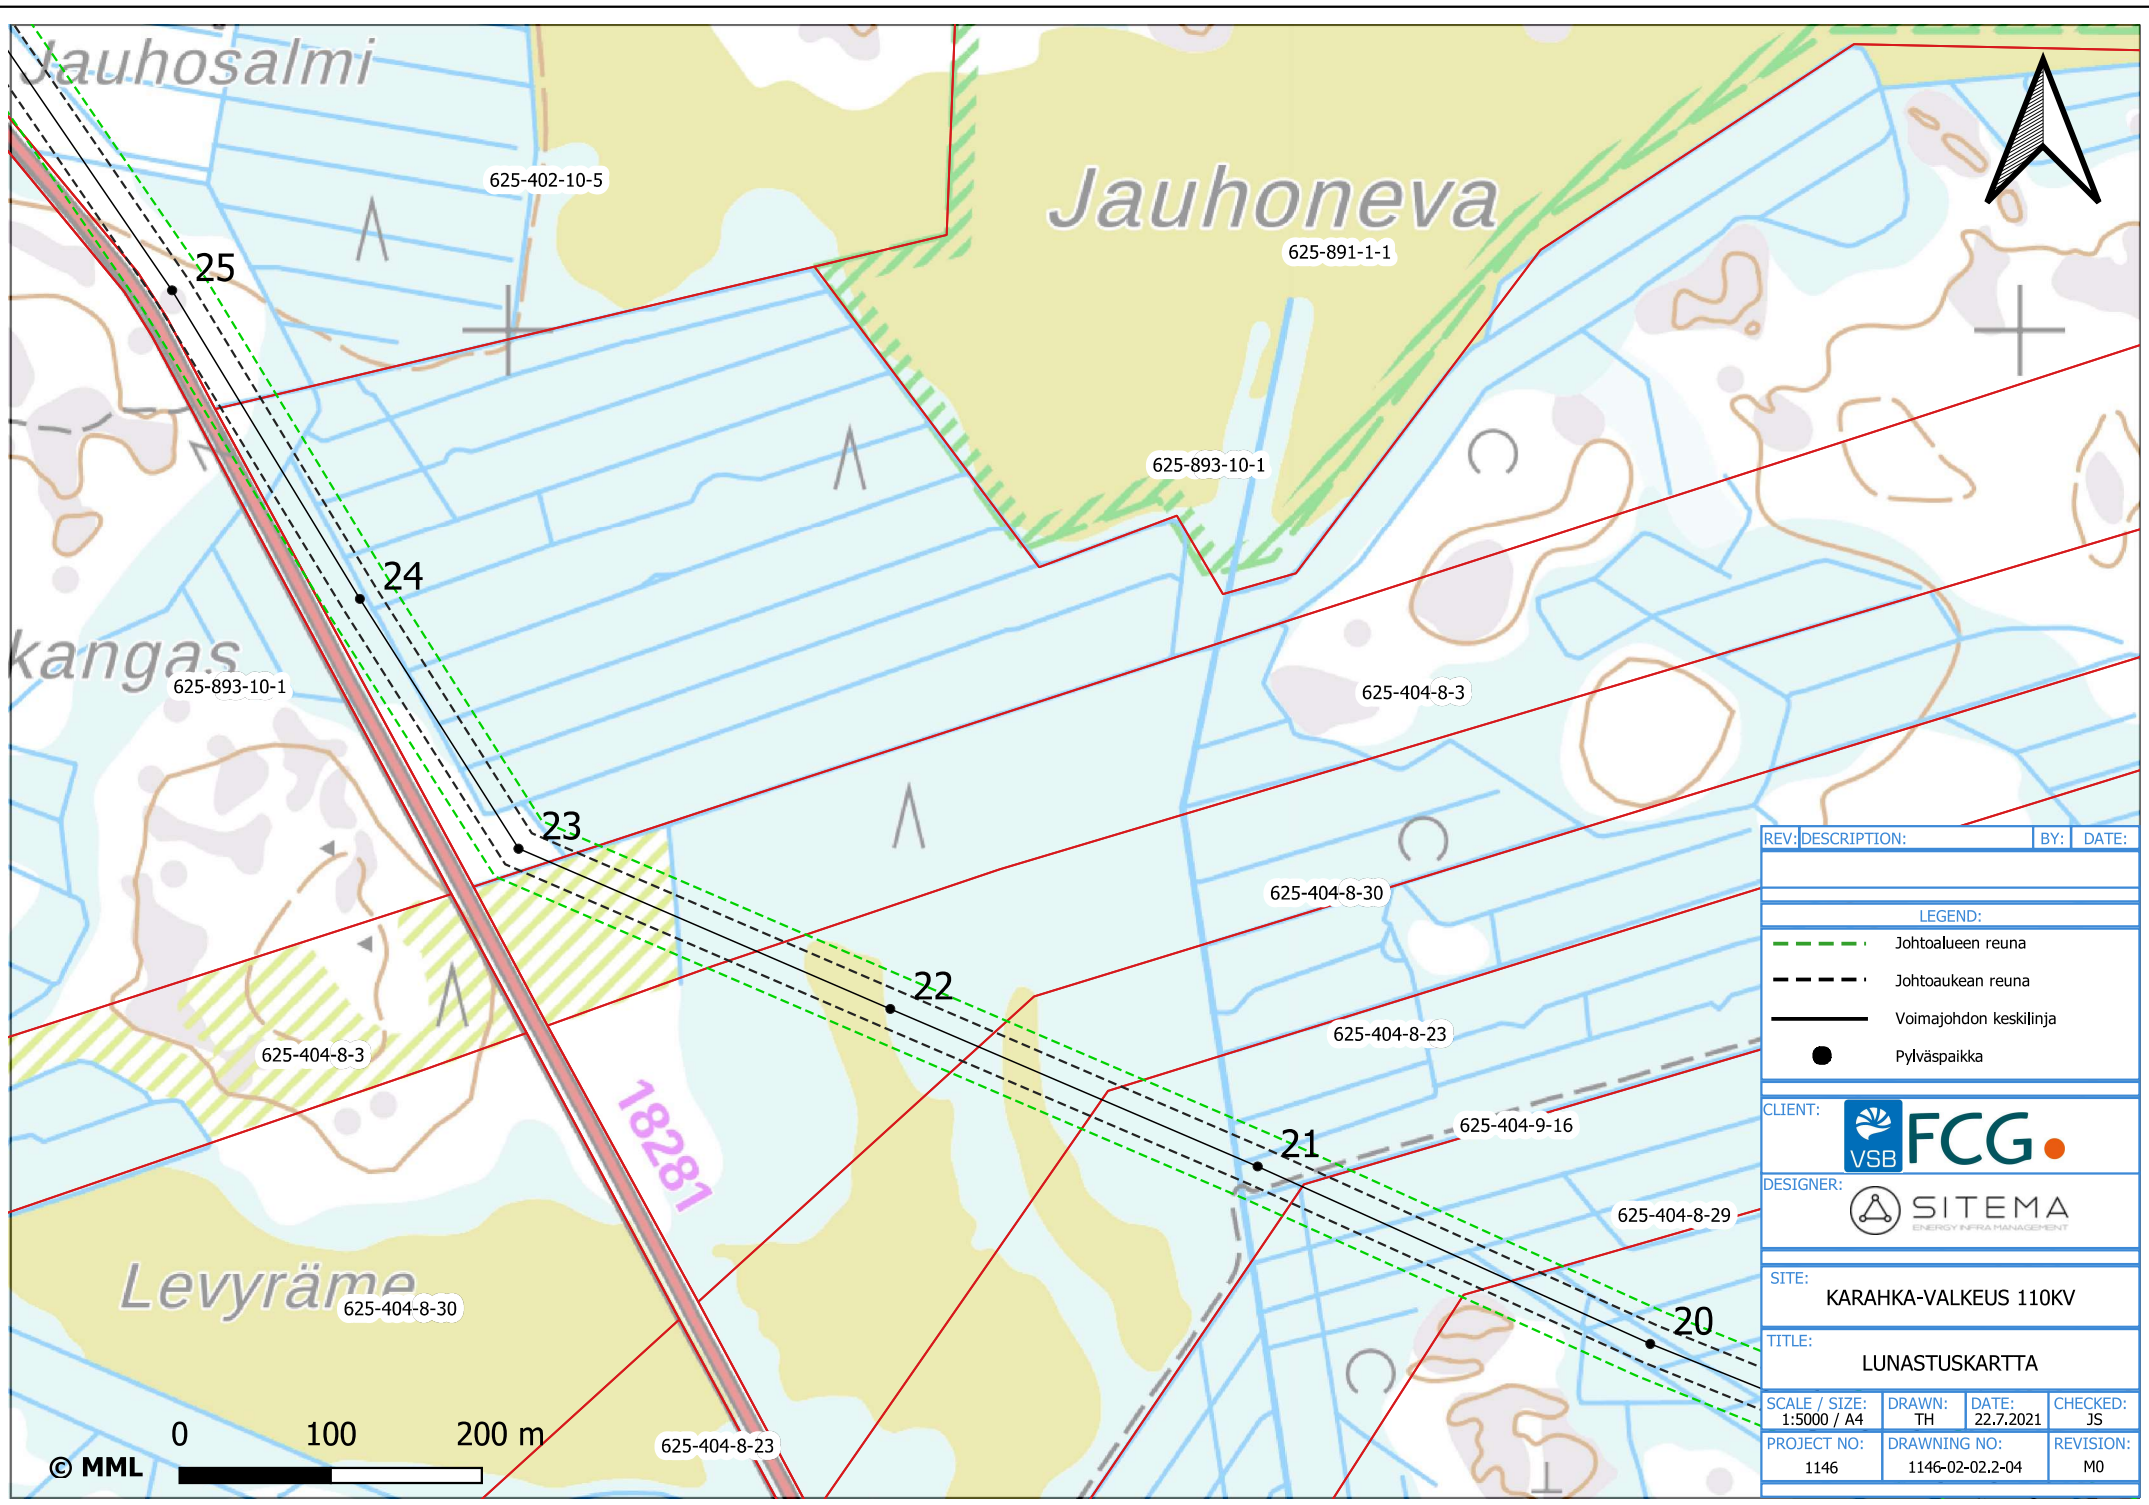 Jauhosalmi
625-402-10-5
Jauhoneva
625-891-1-1
25
625-893-10-1
24
kangas
625-893-10-1
625-404-8-3
23
625-404-8-30
22
625-404-8-23
625-404-8-3
18281
625-404-9-16
21
625-404-8-29
Levyräme
625-404-8-30
20
625-404-8-23
0 100 200 m
© MML
REV: DESCRIPTION: BY: DATE:
LEGEND:
Johtoalueen reuna
Johtoaukean reuna
Voimajohdon keskilinja
Pylväspaikka
CLIENT:
VSB FCG
DESIGNER:
SITEMA
ENERGY INFRA MANAGEMENT
SITE:
KARAHKA-VALKEUS 110KV
TITLE:
LUNASTUSKARTTA
SCALE / SIZE: DRAWN: DATE: CHECKED:
1:5000 / A4 TH 22.7.2021 JS
PROJECT NO: DRAWING NO: REVISION:
1146 1146-02-02.2-04 M0